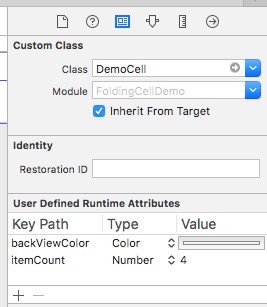 Custom Class
Class DemoCell
Module FoldingCellDemo
Inherit From Target
Identity
Restoration ID
User Defined Runtime Attributes
Key Path Type Value
backViewColor Color
itemCount Number 4